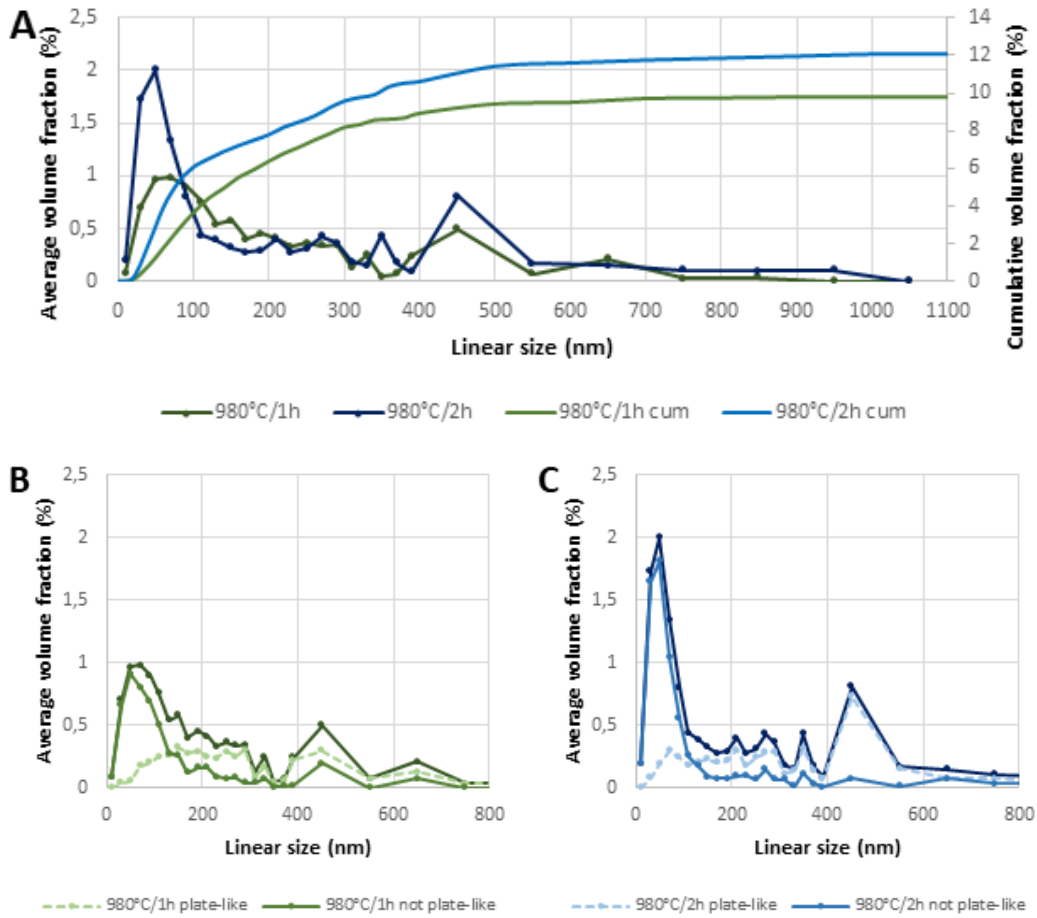 A
Average volume fraction (%)
2,5
2
1,5
1
0,5
0
14
12
10
8
6
4
2
0
Cumulative volume fraction (%)
0 100 200 300 400 500 600 700 800 900 1000 1100
Linear size (nm)
980°C/1h 980°C/2h 980°C/1h cum 980°C/2h cum
B
Average volume fraction (%)
2,5
2
1,5
1
0,5
0
0 200 400 600 800
Linear size (nm)
980°C/1h plate-like 980°C/1h not plate-like
C
Average volume fraction (%)
2,5
2
1,5
1
0,5
0
0 200 400 600 800
Linear size (nm)
980°C/2h plate-like 980°C/2h not plate-like